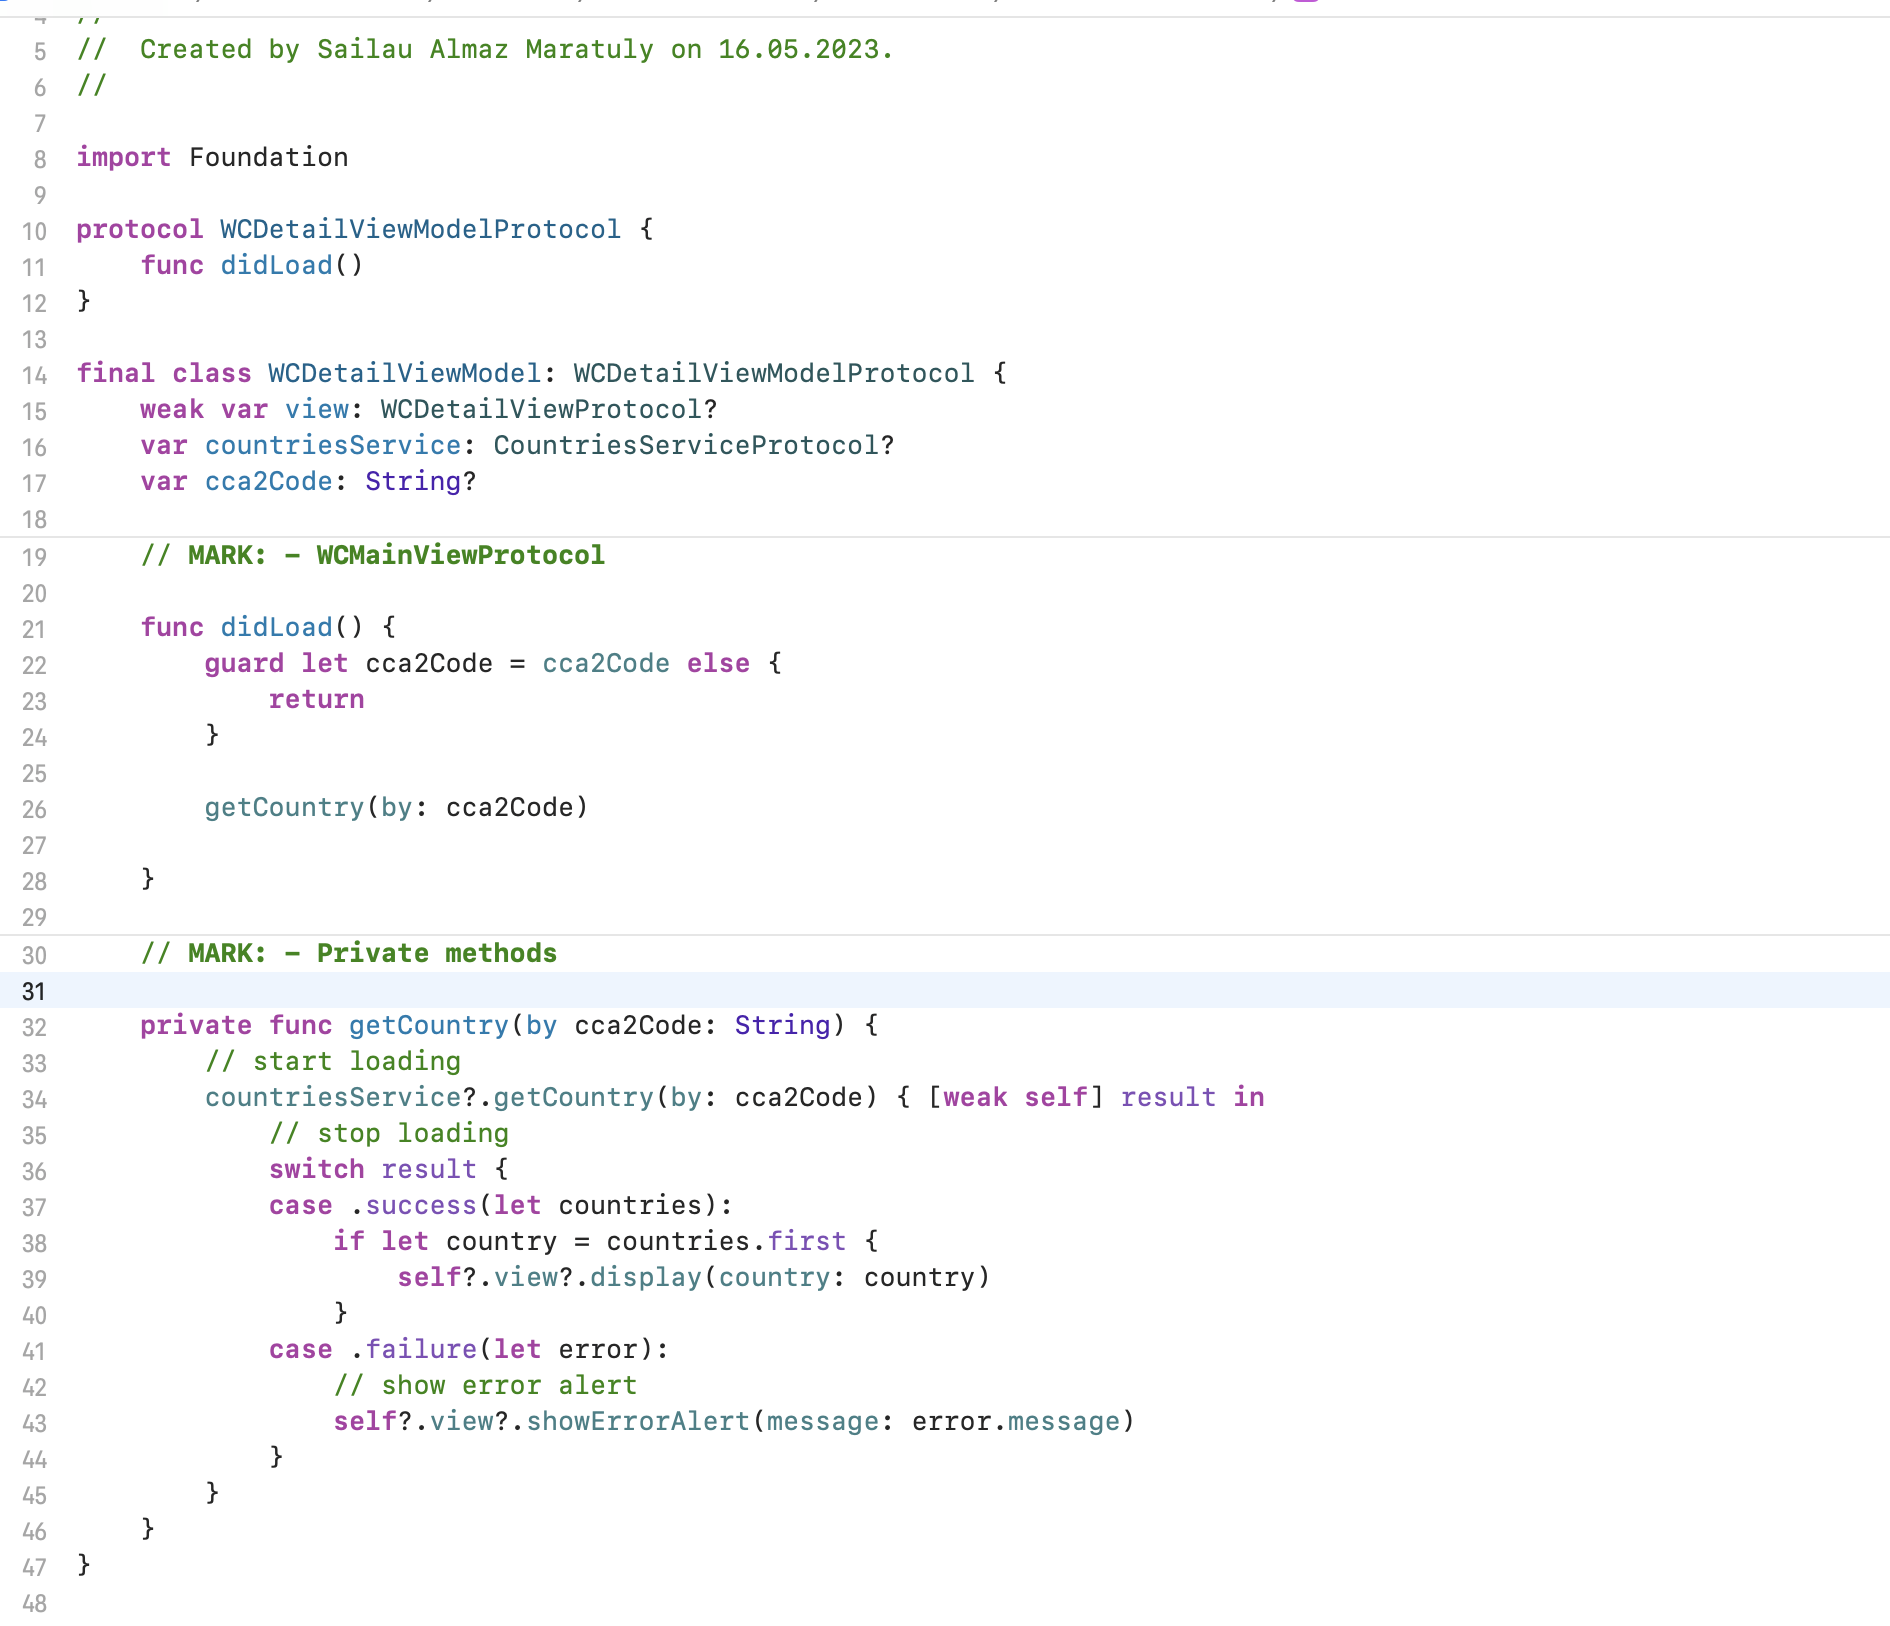 4 //
5 //  Created by Sailau Almaz Maratuly on 16.05.2023.
6 //
7
8 import Foundation
9
10 protocol WCDetailViewModelProtocol {
11     func didLoad()
12 }
13
14 final class WCDetailViewModel: WCDetailViewModelProtocol {
15     weak var view: WCDetailViewProtocol?
16     var countriesService: CountriesServiceProtocol?
17     var cca2Code: String?
18
19     // MARK: - WCMainViewProtocol
20
21     func didLoad() {
22         guard let cca2Code = cca2Code else {
23             return
24         }
25
26         getCountry(by: cca2Code)
27
28     }
29
30     // MARK: - Private methods
31
32     private func getCountry(by cca2Code: String) {
33         // start loading
34         countriesService?.getCountry(by: cca2Code) { [weak self] result in
35             // stop loading
36             switch result {
37             case .success(let countries):
38                 if let country = countries.first {
39                     self?.view?.display(country: country)
40                 }
41             case .failure(let error):
42                 // show error alert
43                 self?.view?.showErrorAlert(message: error.message)
44             }
45         }
46     }
47 }
48